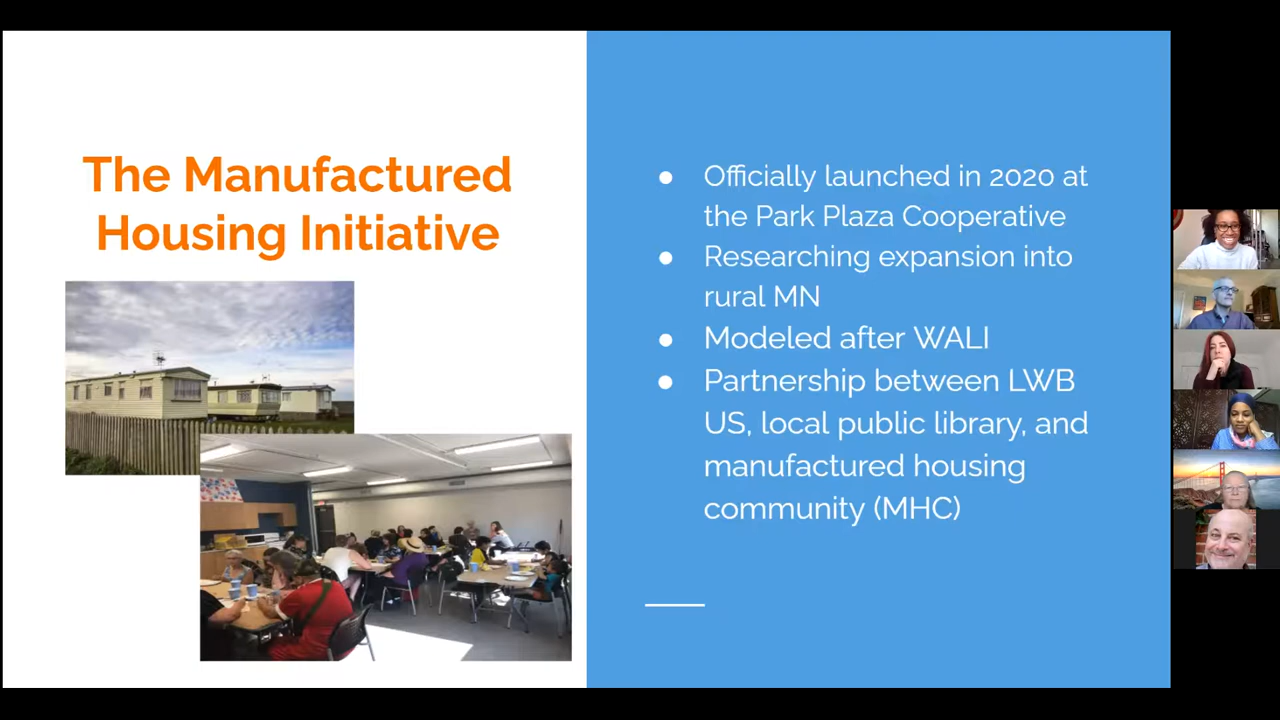 The Manufactured
Housing Initiative
● Officially launched in 2020 at
the Park Plaza Cooperative
● Researching expansion into
rural MN
● Modeled after WALI
● Partnership between LWB
US, local public library, and
manufactured housing
community (MHC)